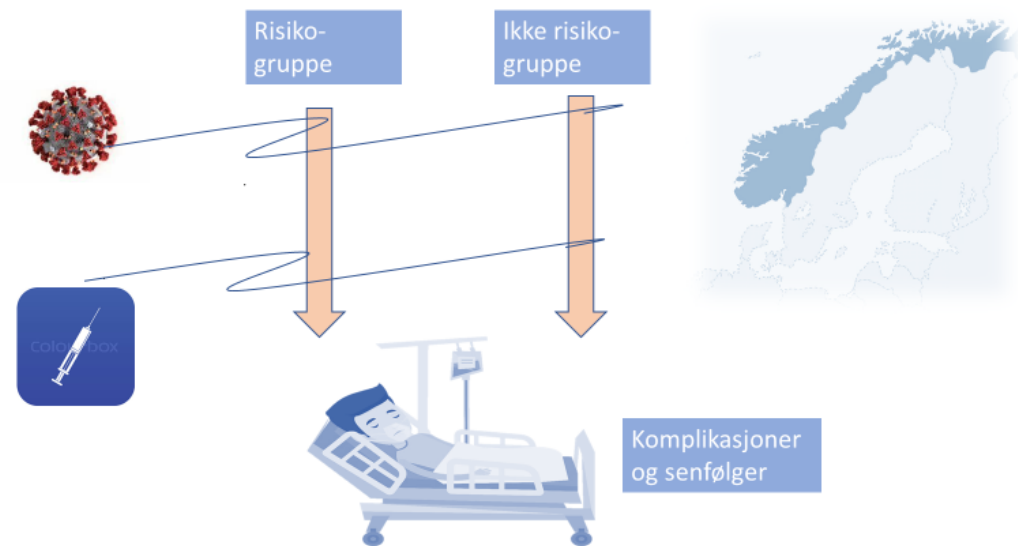 Risiko-
gruppe
Ikke risiko-
gruppe
Komplikasjoner
og senfølger